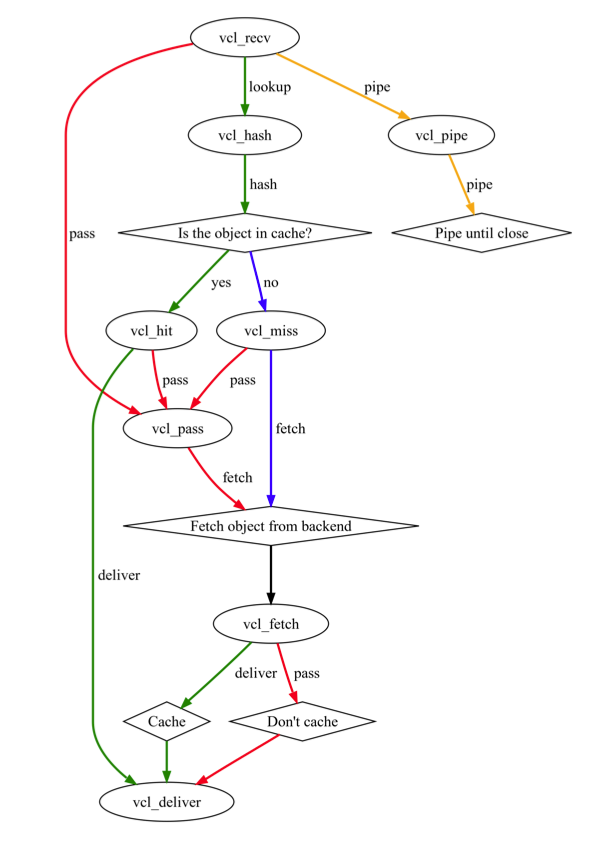 vcl_recv
lookup
pipe
vcl_hash
vcl_pipe
hash
pipe
pass
Is the object in cache?
Pipe until close
yes
no
vcl_hit
vcl_miss
pass
pass
vcl_pass
fetch
fetch
Fetch object from backend
deliver
vcl_fetch
deliver
pass
Cache
Don't cache
vcl_deliver